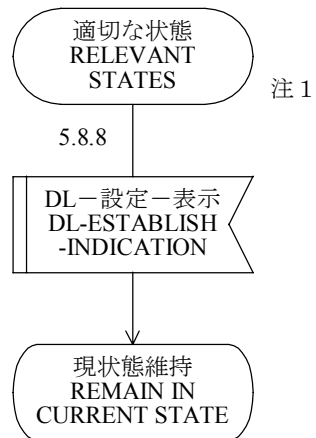 適切な状態
RELEVANT
STATES
注１
5.8.8
DL－設定－表示
DL-ESTABLISH
-INDICATION
現状態維持
REMAIN IN
CURRENT STATE